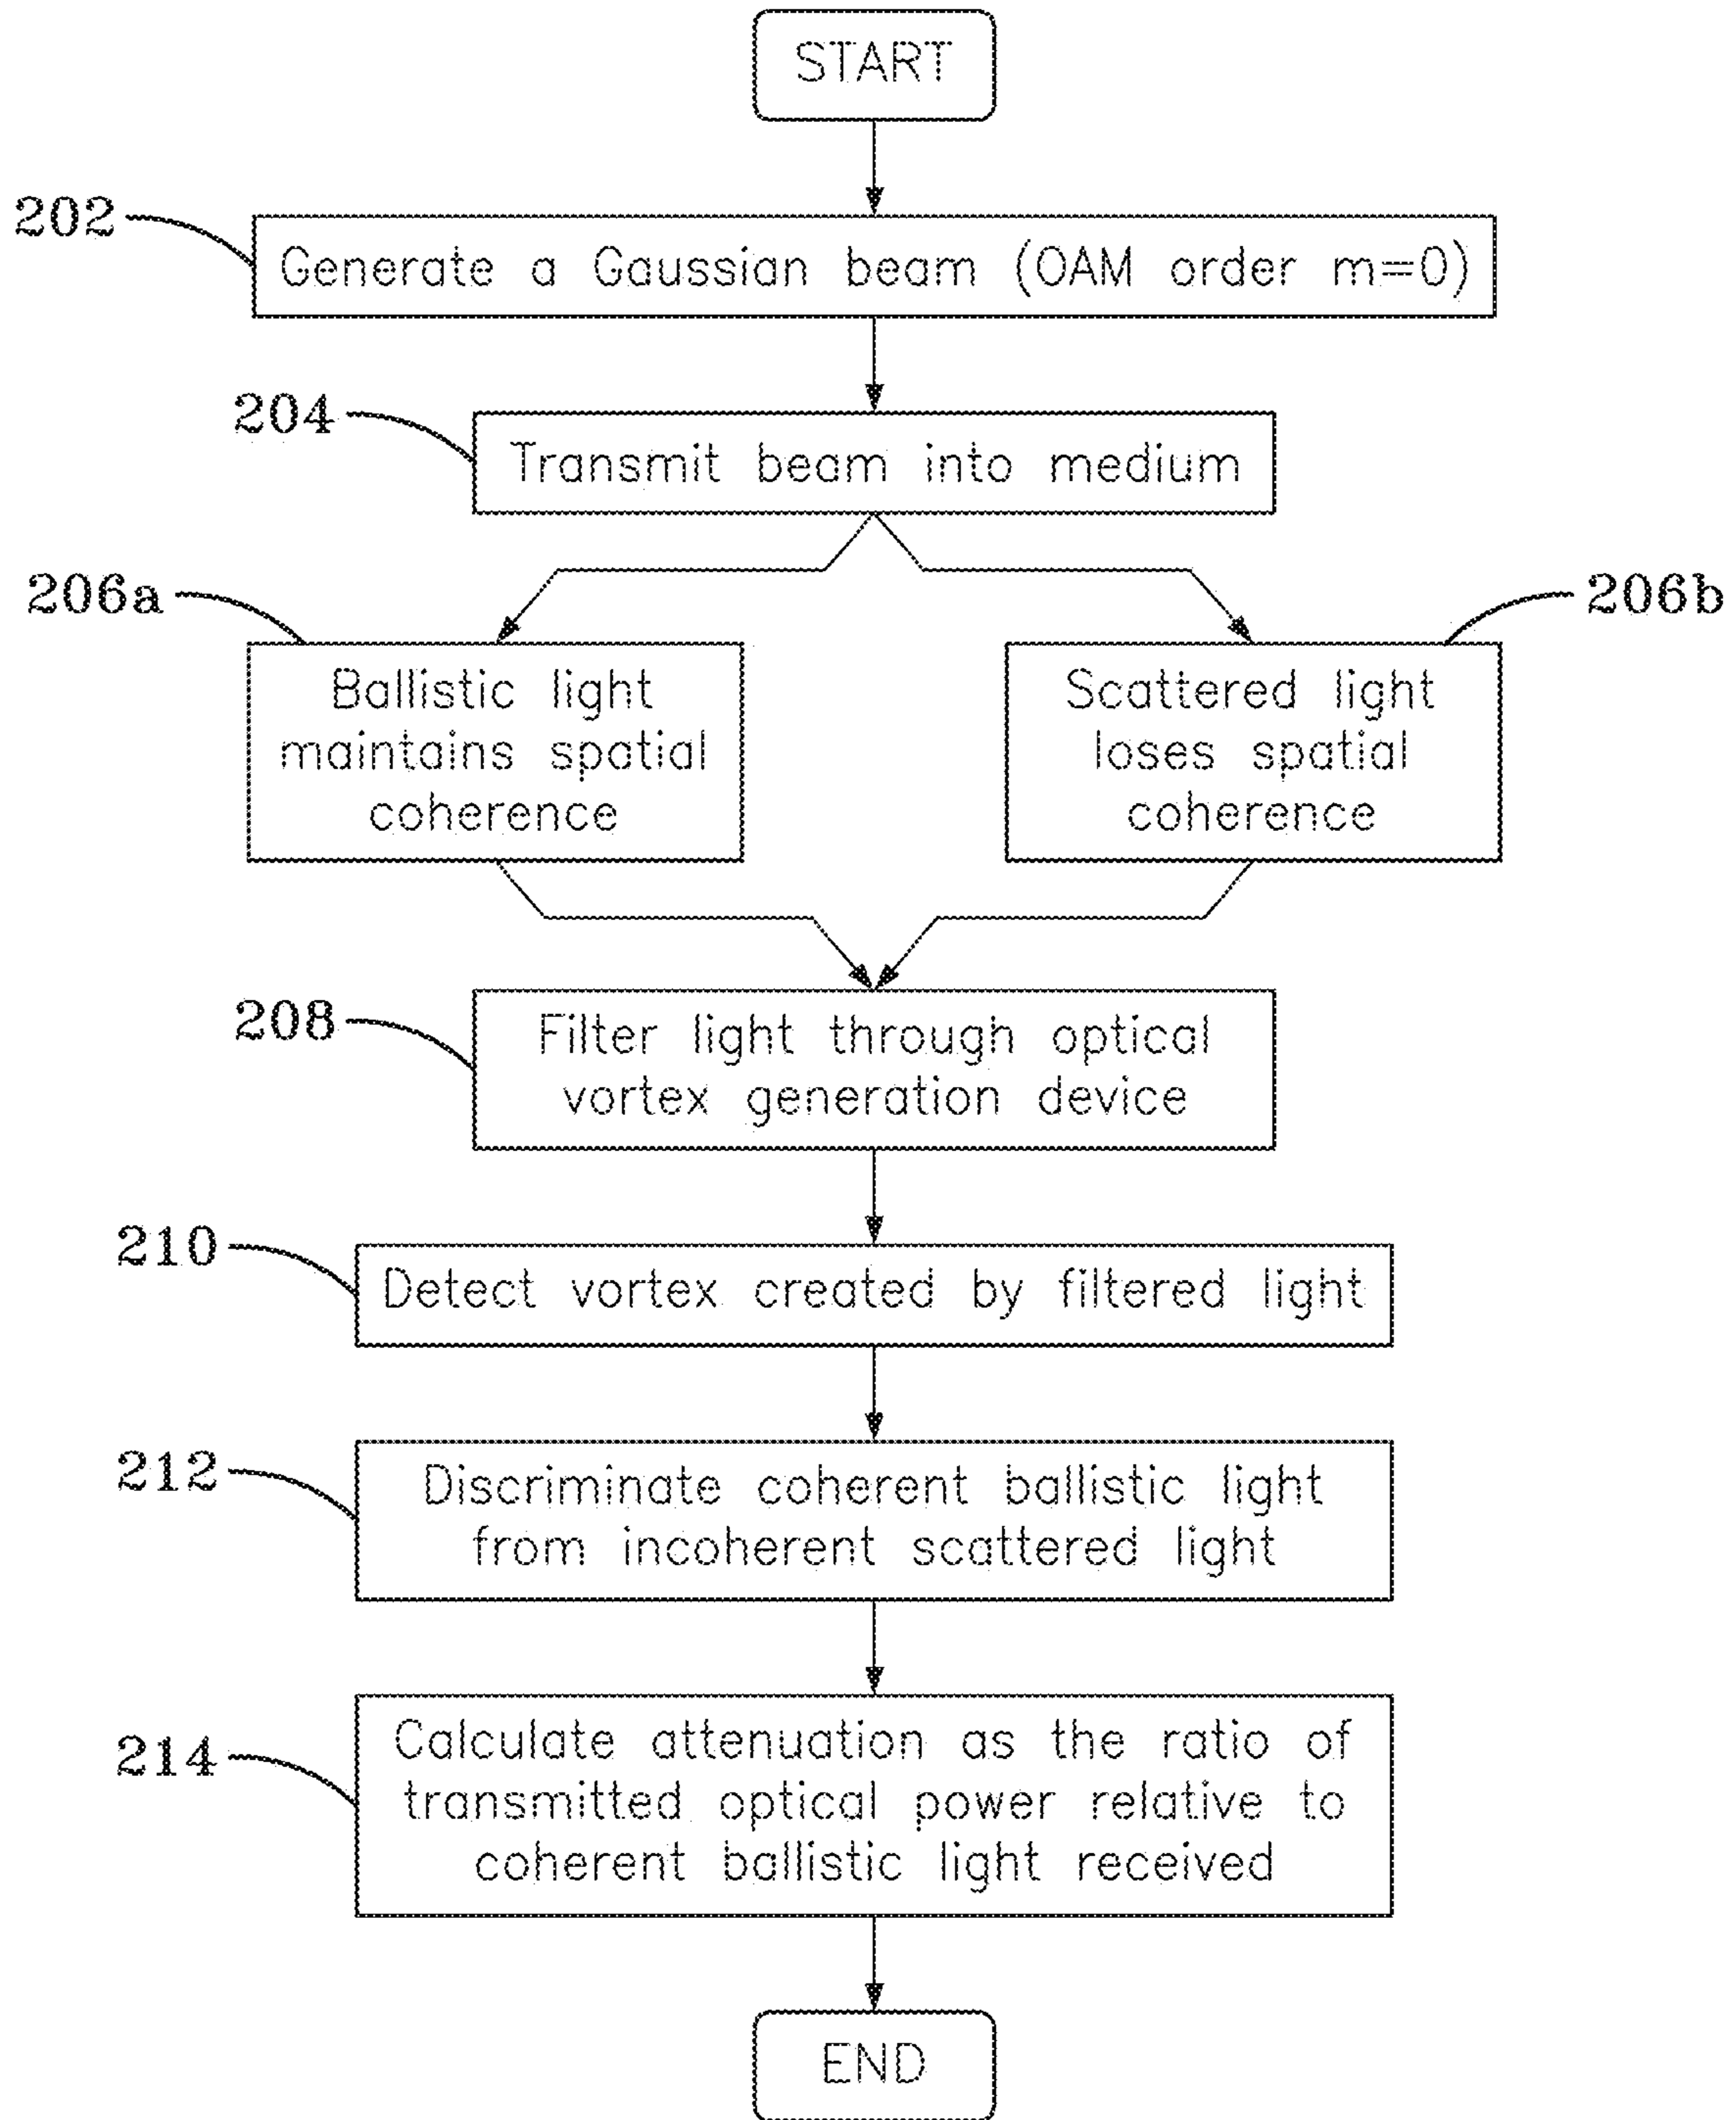 START
202
Generate a Gaussian beam (OAM order m=0)
204
Transmit beam into medium
206a
206b
Ballistic light
maintains spatial
coherence
Scattered light
loses spatial
coherence
208
Filter light through optical
vortex generation device
210
Detect vortex created by filtered light
212
Discriminate coherent ballistic light
from incoherent scattered light
214
Calculate attenuation as the ratio of
transmitted optical power relative to
coherent ballistic light received
END